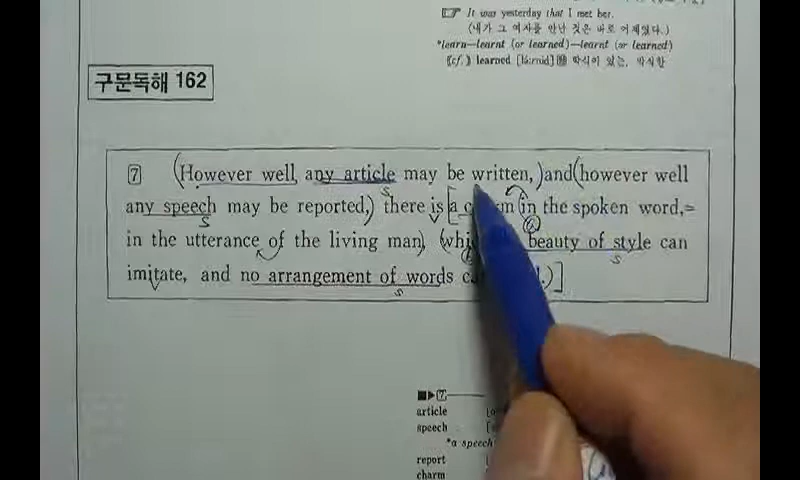 It was yesterday that I met her.
(내가 그 여자를 만난 것은 바로 어제였다.)
*learn—learnt (or learned)—learnt (or learned)
《cf.》 learned 학식이 있는, 박식한
구문독해 162
7 (However well, any article may be written,) and (however well
any speech may be reported,) there is [a in the spoken word,=
in the utterance of the living man) beauty of style can
imitate, and no arrangement of words
s
s
s
s
■▶7
article
speech
*a speech
report
charm